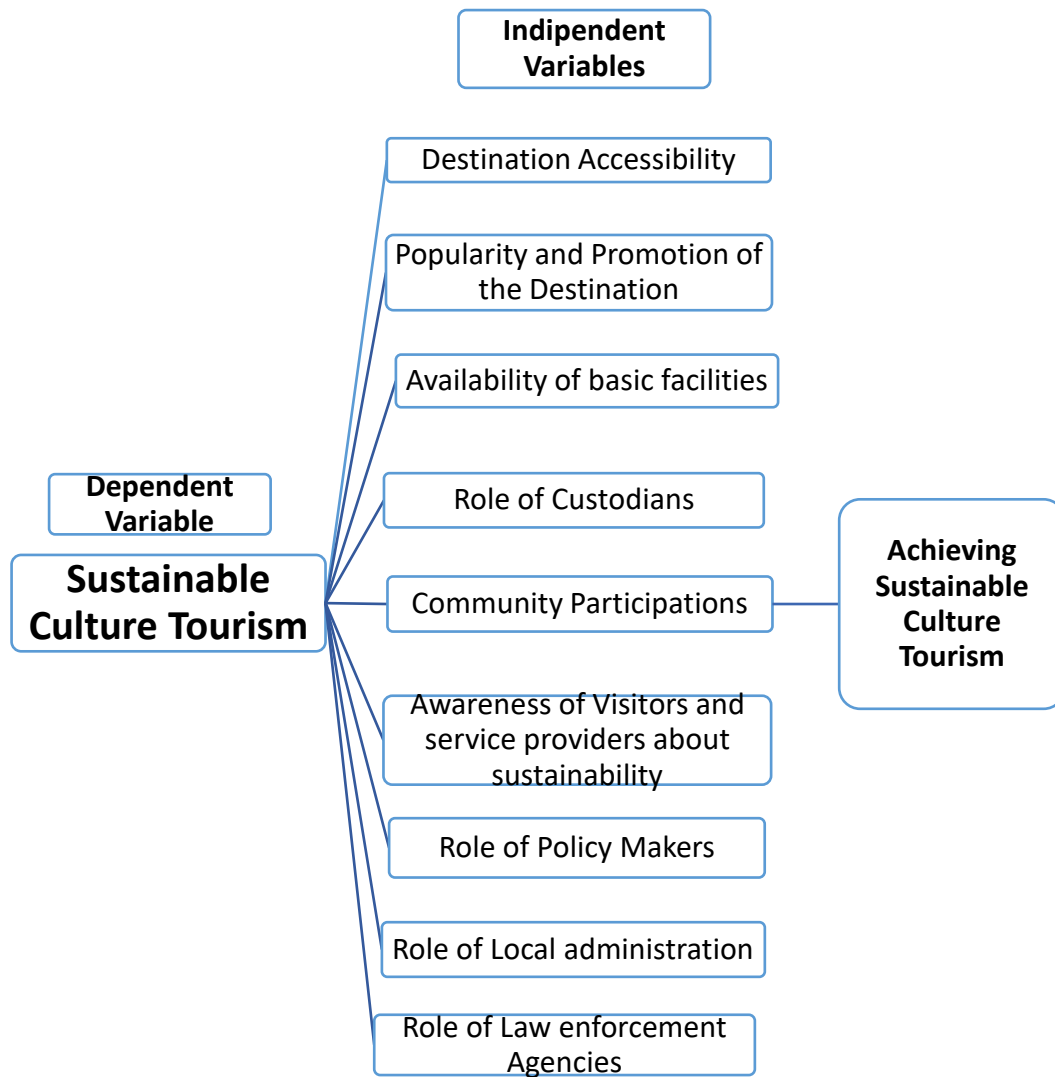 Indipendent
Variables
Destination Accessibility
Popularity and Promotion of
the Destination
Availability of basic facilities
Dependent
Variable
Role of Custodians
Sustainable
Culture Tourism
Community Participations
Achieving
Sustainable
Culture
Tourism
Awareness of Visitors and
service providers about
sustainability
Role of Policy Makers
Role of Local administration
Role of Law enforcement
Agencies